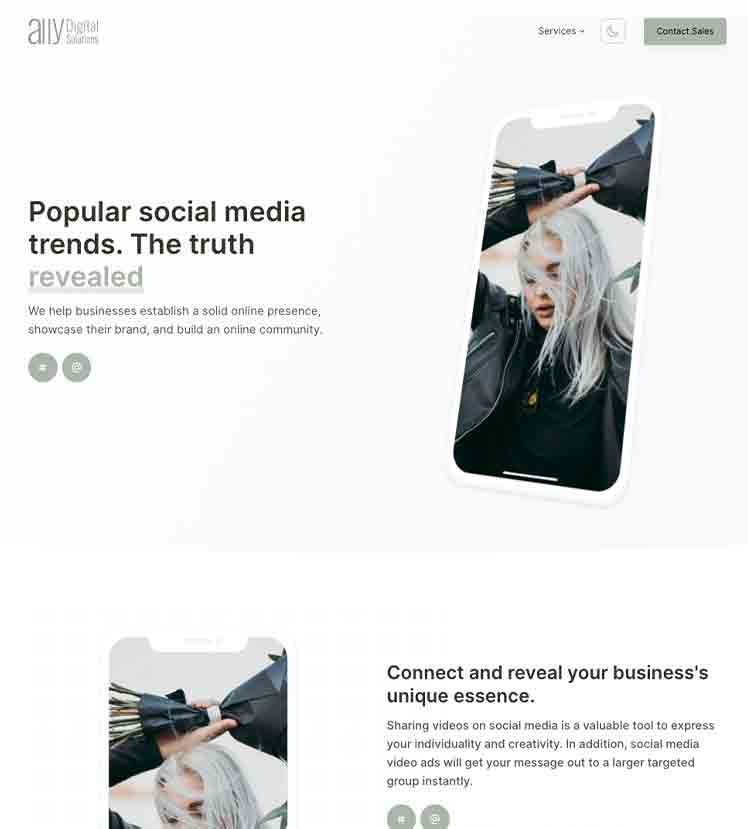 ally Digital
Solutions
Services
Contact Sales
Popular social media
trends. The truth
revealed
We help businesses establish a solid online presence,
showcase their brand, and build an online community.
# @
Connect and reveal your business's
unique essence.
Sharing videos on social media is a valuable tool to express
your individuality and creativity. In addition, social media
video ads will get your message out to a larger targeted
group instantly.
# @